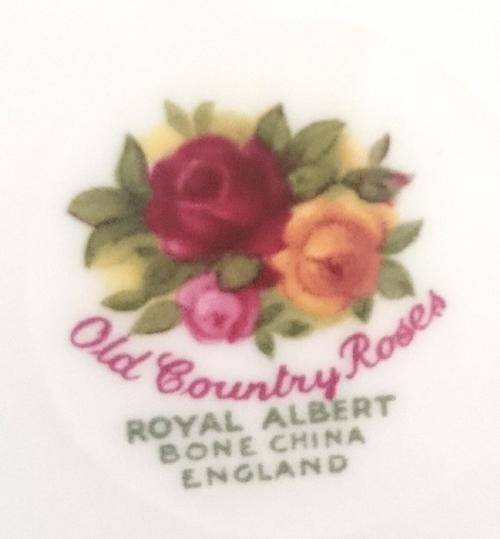 Old Country Roses
ROYAL ALBERT
BONE CHINA
ENGLAND